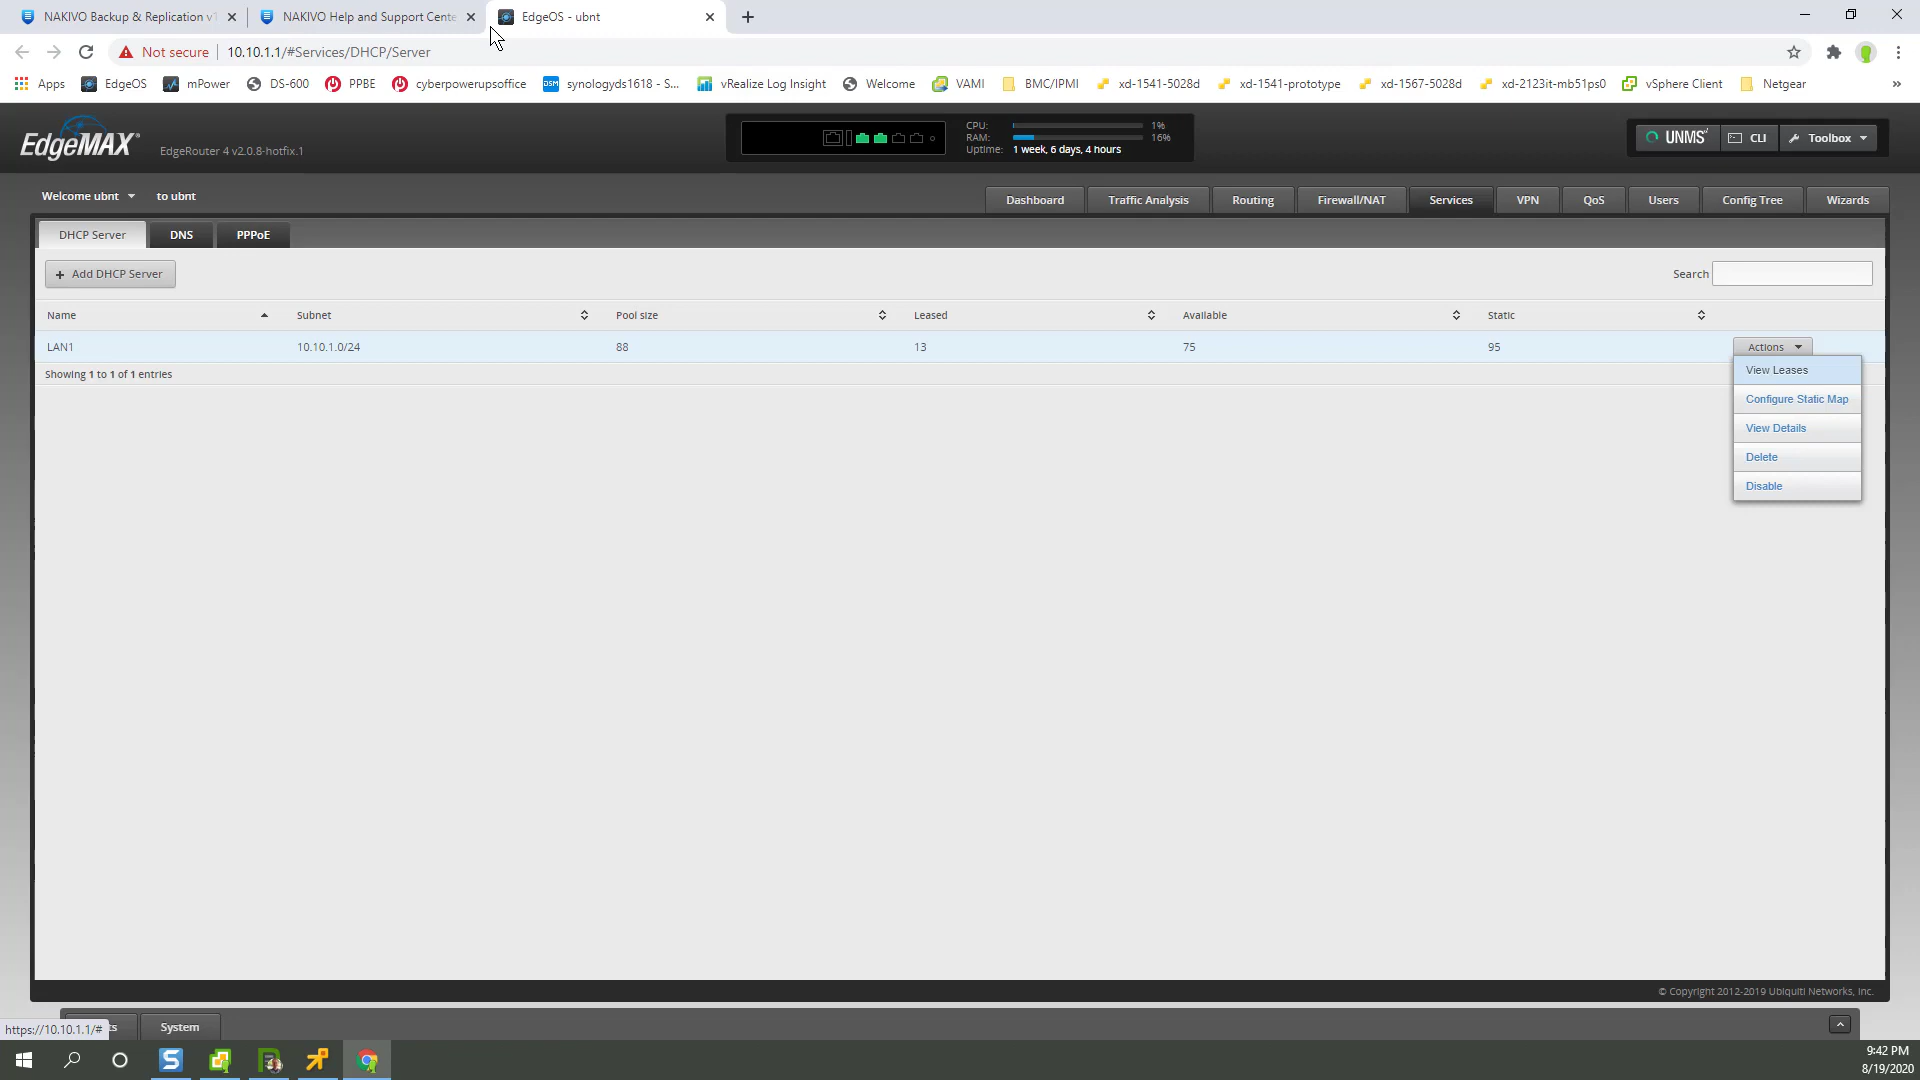 NAKIVO Backup & Replication v1
NAKIVO Help and Support Cente
EdgeOS - ubnt
Not secure
10.10.1.1/#Services/DHCP/Server
Apps
EdgeOS
mPower
DS-600
PPBE
cyberpowerupsoffice
DSM
synologyds1618 - S...
vRealize Log Insight
Welcome
VAMI
BMC/IPMI
xd-1541-5028d
xd-1541-prototype
xd-1567-5028d
xd-2123it-mb51ps0
vSphere Client
Netgear
»
EdgeMAX
EdgeRouter 4 v2.0.8-hotfix.1
CPU: 1%
RAM: 16%
Uptime: 1 week, 6 days, 4 hours
UNMS
CLI
Toolbox
Welcome ubnt
to ubnt
Dashboard
Traffic Analysis
Routing
Firewall/NAT
Services
VPN
QoS
Users
Config Tree
Wizards
DHCP Server
DNS
PPPoE
+ Add DHCP Server
Search
Name Subnet Pool size Leased Available Static
LAN1 10.10.1.0/24 88 13 75 95
Actions
Showing 1 to 1 of 1 entries
View Leases
Configure Static Map
View Details
Delete
Disable
© Copyright 2012-2019 Ubiquiti Networks, Inc.
https://10.10.1.1/#
ts
System
9:42 PM
8/19/2020